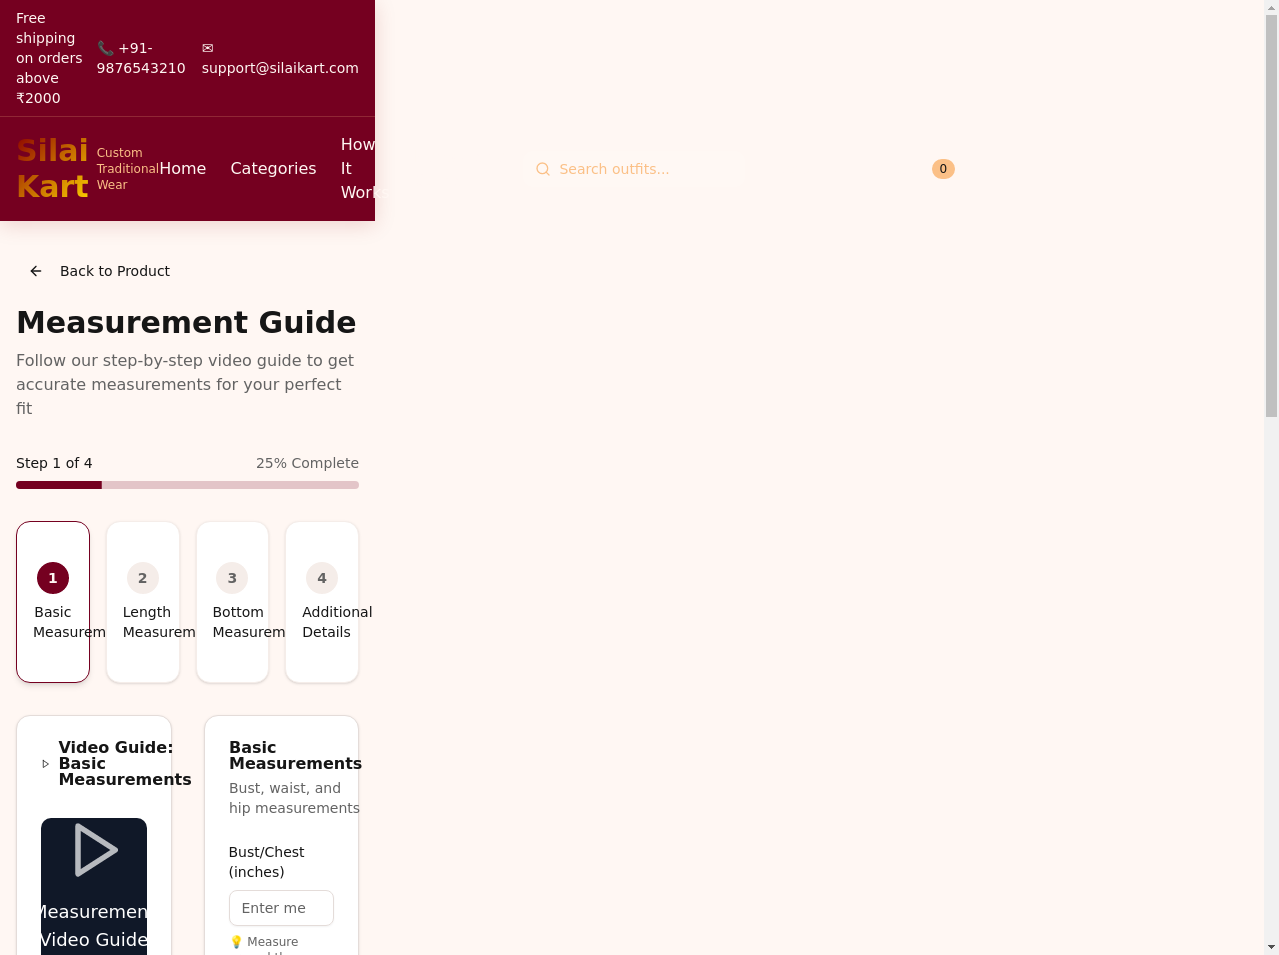 Free
shipping
on orders
above
₹2000
📞 +91-
9876543210
✉
support@silaikart.com
Silai
Kart
Custom
Traditional
Wear
Home
Categories
How
It
Work
Search outfits...
0
Back to Product
Measurement Guide
Follow our step-by-step video guide to get
accurate measurements for your perfect
fit
Step 1 of 4
25% Complete
1
Basic
Measurem
2
Length
Measurem
3
Bottom
Measurem
4
Additional
Details
Video Guide:
Basic
Measurements
Measuremen
Video Guide
Basic
Measurements
Bust, waist, and
hip measurements
Bust/Chest
(inches)
Enter me
💡 Measure